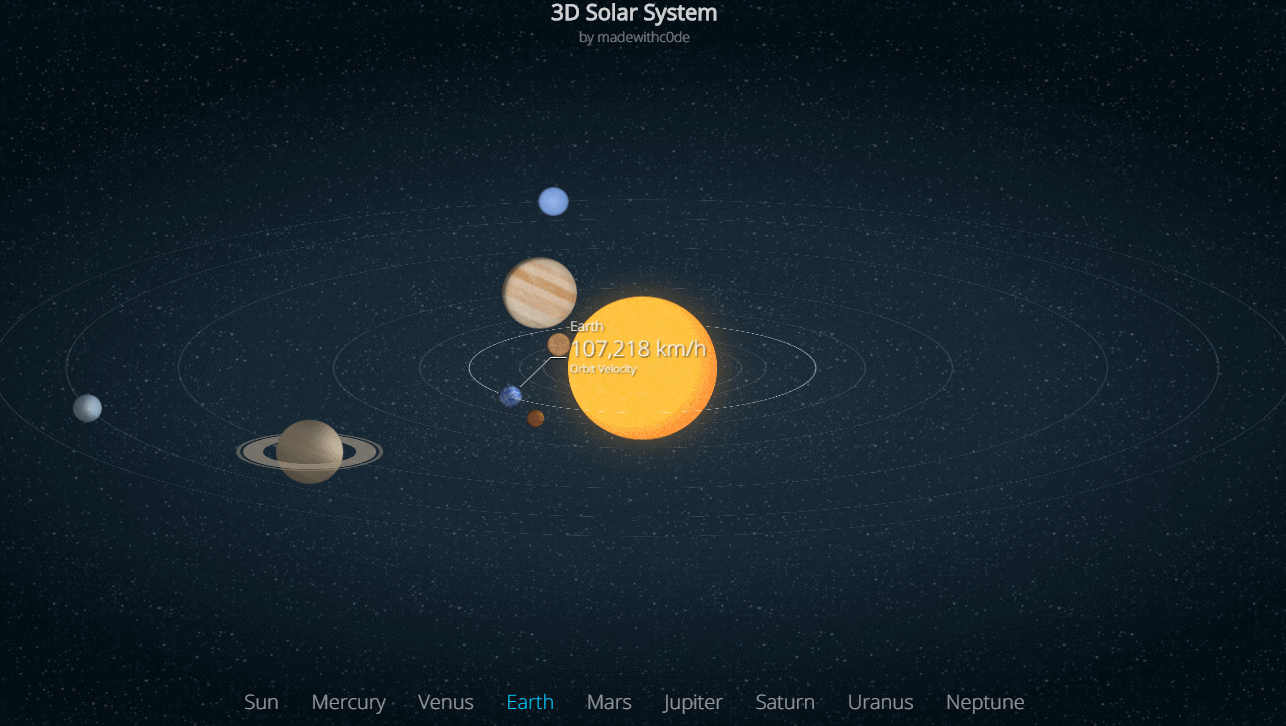 3D Solar System
by madewithc0de
Earth
107,218 km/h
Orbit Velocity
Sun Mercury Venus Earth Mars Jupiter Saturn Uranus Neptune